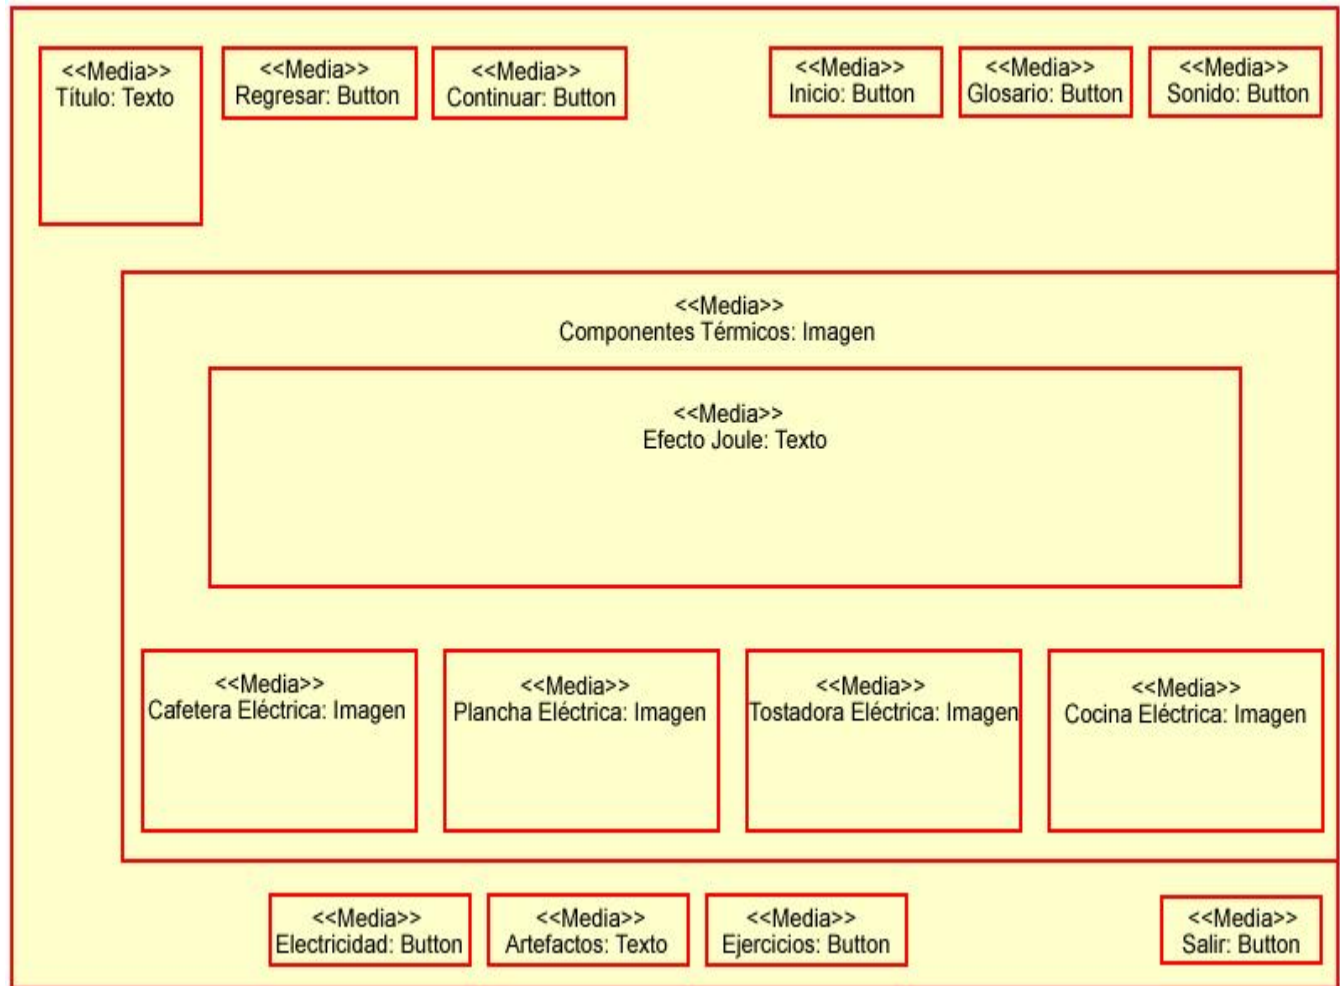 <<Media>>
Título: Texto
<<Media>>
Regresar: Button
<<Media>>
Continuar: Button
<<Media>>
Inicio: Button
<<Media>>
Glosario: Button
<<Media>>
Sonido: Button
<<Media>>
Componentes Térmicos: Imagen
<<Media>>
Efecto Joule: Texto
<<Media>>
Cafetera Eléctrica: Imagen
<<Media>>
Plancha Eléctrica: Imagen
<<Media>>
Tostadora Eléctrica: Imagen
<<Media>>
Cocina Eléctrica: Imagen
<<Media>>
Electricidad: Button
<<Media>>
Artefactos: Texto
<<Media>>
Ejercicios: Button
<<Media>>
Salir: Button